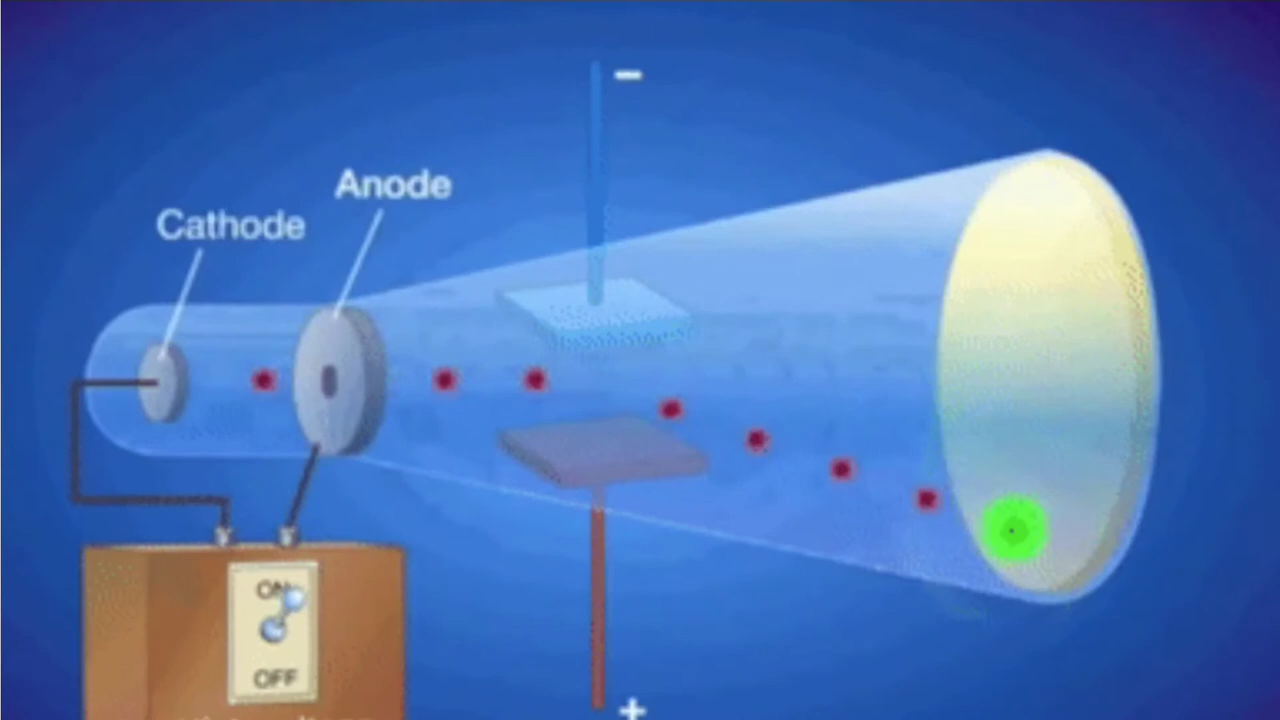 −
Anode
Cathode
ON
OFF
+